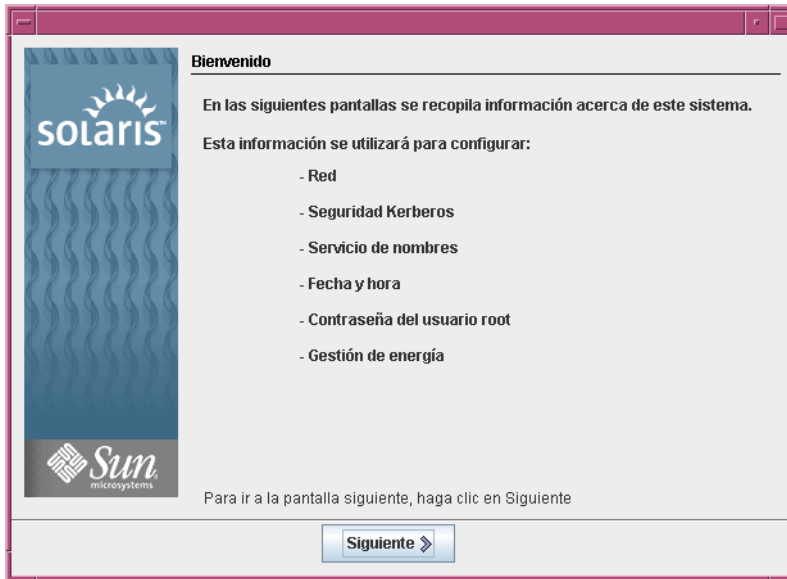 Bienvenido
solaris™
En las siguientes pantallas se recopila información acerca de este sistema.
Esta información se utilizará para configurar:
- Red
- Seguridad Kerberos
- Servicio de nombres
- Fecha y hora
- Contraseña del usuario root
- Gestión de energía
Sun
microsystems
Para ir a la pantalla siguiente, haga clic en Siguiente
Siguiente